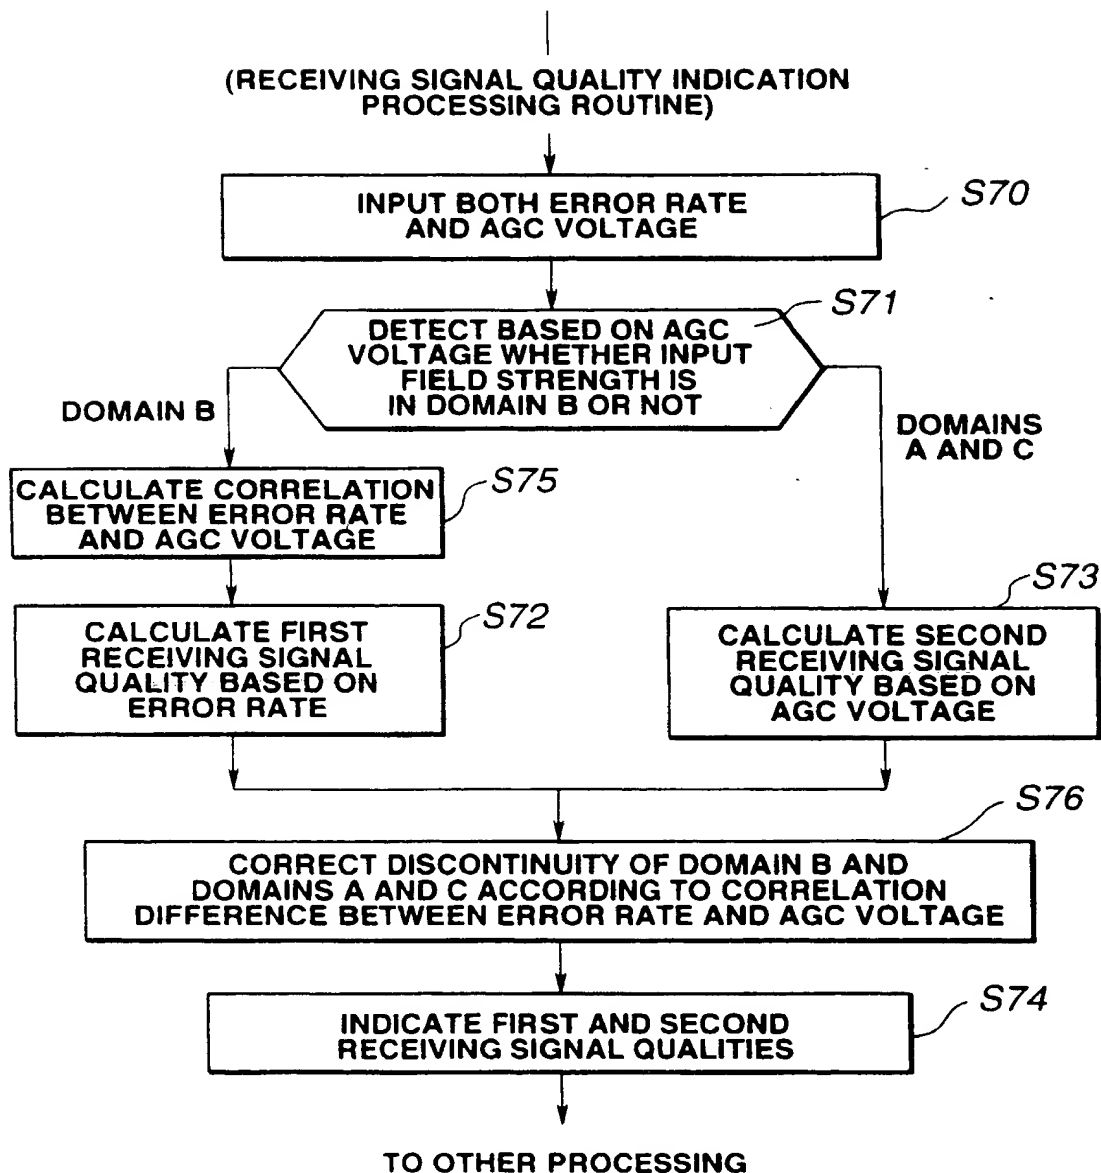 (RECEIVING SIGNAL QUALITY INDICATION
PROCESSING ROUTINE)
INPUT BOTH ERROR RATE
AND AGC VOLTAGE
S70
DETECT BASED ON AGC
VOLTAGE WHETHER INPUT
FIELD STRENGTH IS
IN DOMAIN B OR NOT
S71
DOMAIN B
DOMAINS
A AND C
CALCULATE CORRELATION
BETWEEN ERROR RATE
AND AGC VOLTAGE
S75
CALCULATE FIRST
RECEIVING SIGNAL
QUALITY BASED ON
ERROR RATE
S72
CALCULATE SECOND
RECEIVING SIGNAL
QUALITY BASED ON
AGC VOLTAGE
S73
CORRECT DISCONTINUITY OF DOMAIN B AND
DOMAINS A AND C ACCORDING TO CORRELATION
DIFFERENCE BETWEEN ERROR RATE AND AGC VOLTAGE
S76
INDICATE FIRST AND SECOND
RECEIVING SIGNAL QUALITIES
S74
TO OTHER PROCESSING